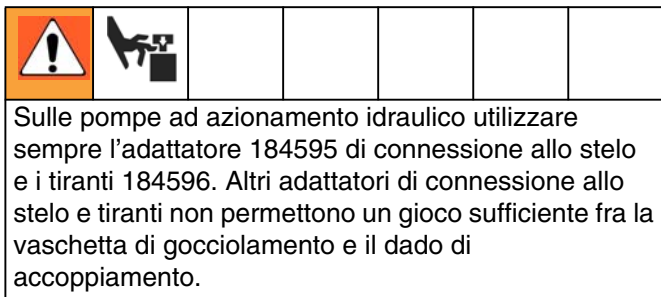 Sulle pompe ad azionamento idraulico utilizzare
sempre l’adattatore 184595 di connessione allo stelo
e i tiranti 184596. Altri adattatori di connessione allo
stelo e tiranti non permettono un gioco sufficiente fra la
vaschetta di gocciolamento e il dado di
accoppiamento.